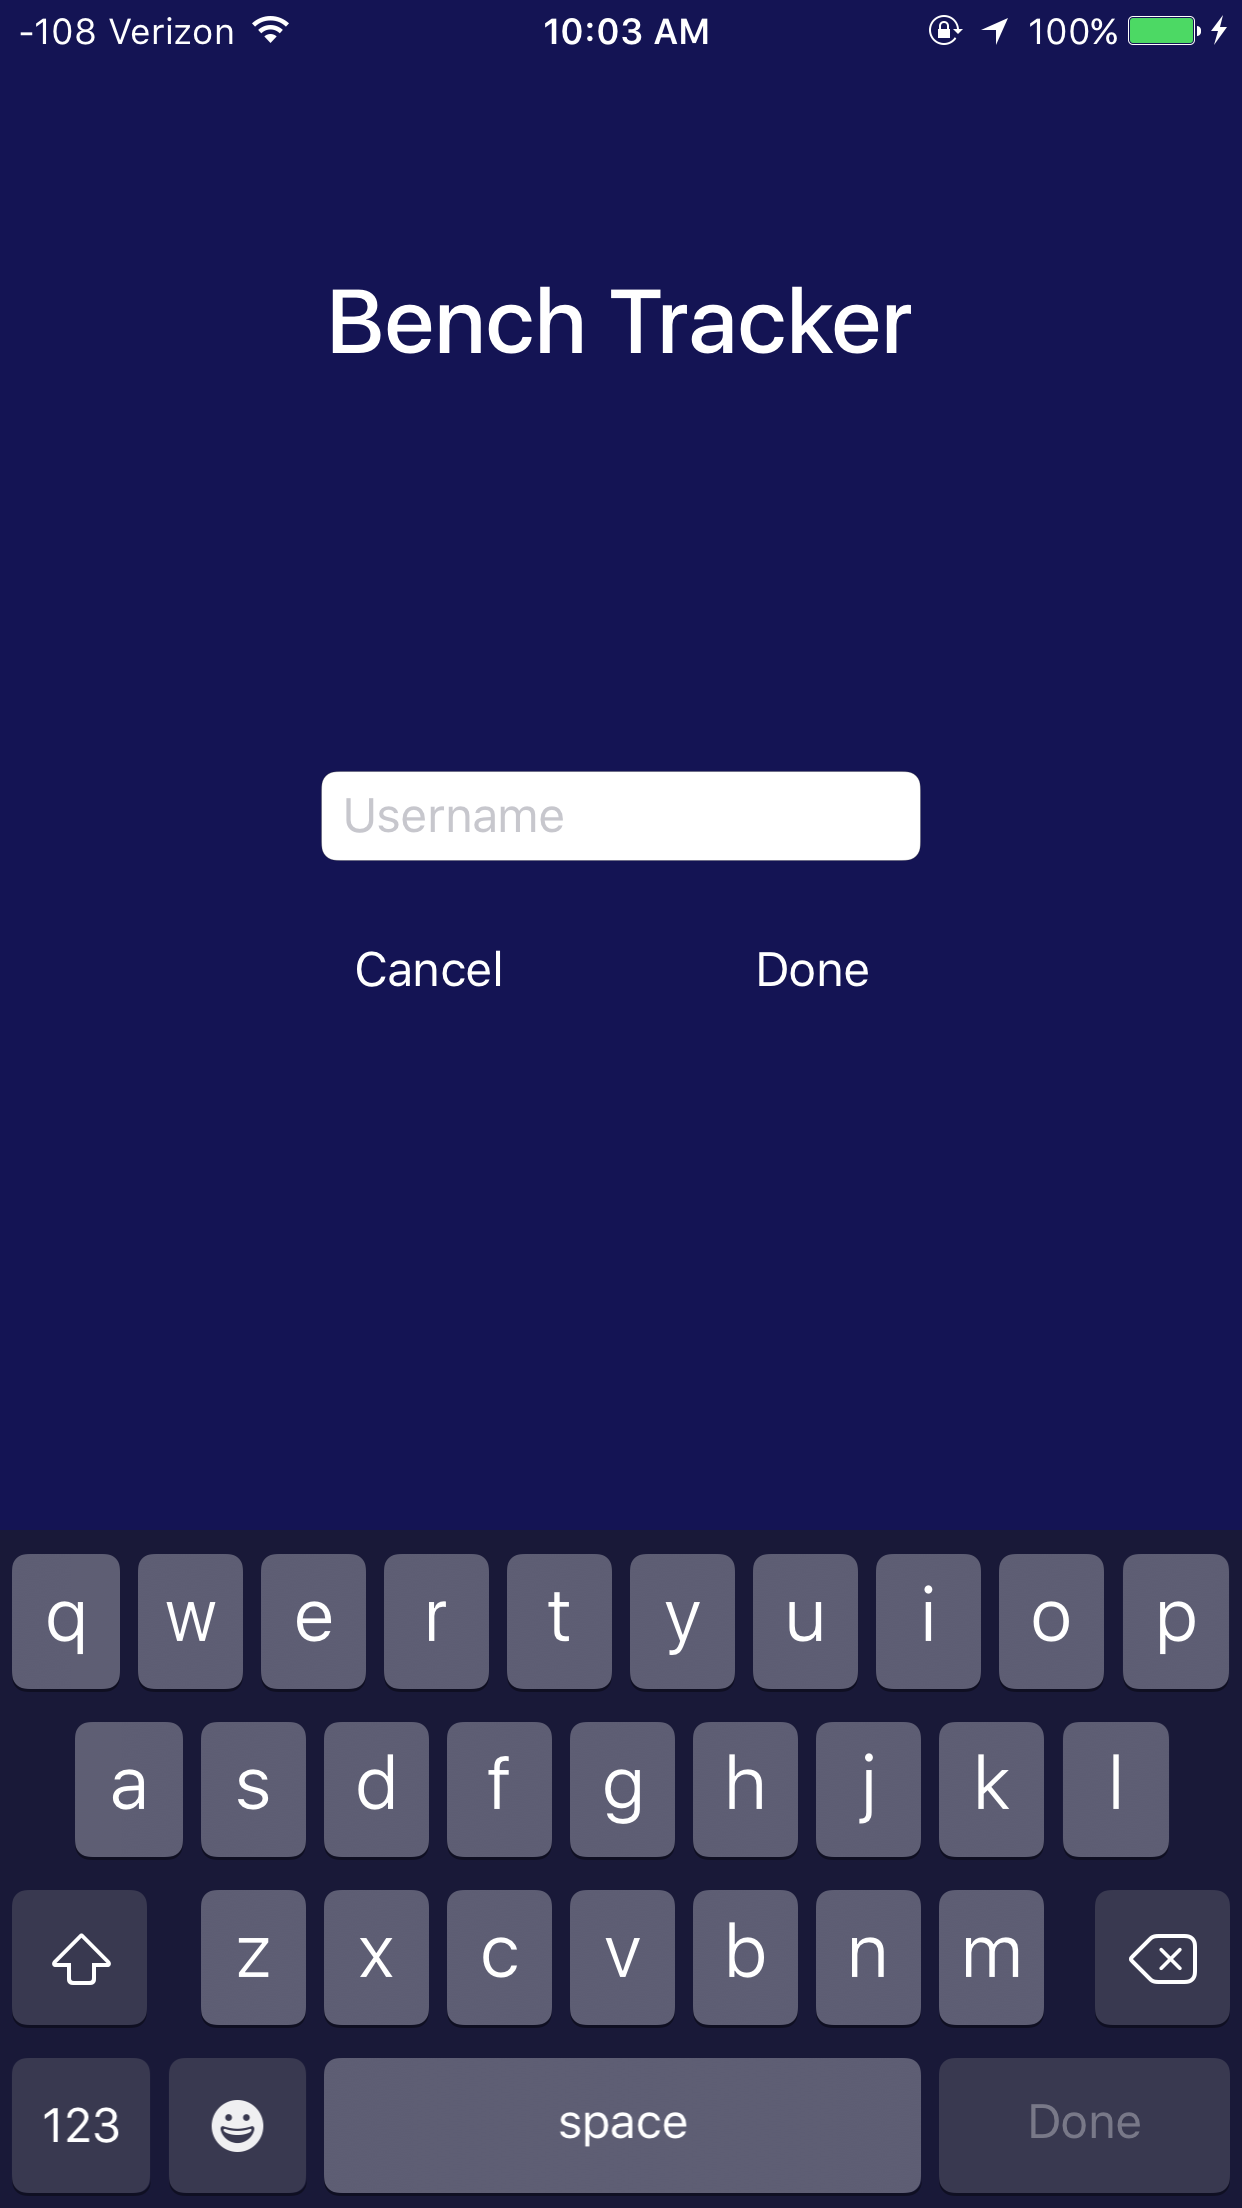 -108 Verizon 10:03 AM 100%
Bench Tracker
Username
Cancel Done
q w e r t y u i o p
a s d f g h j k l
z x c v b n m
123 space Done